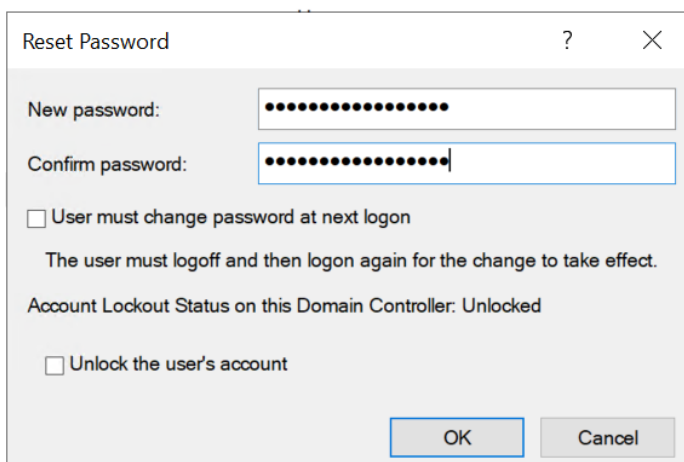 Reset Password ? ×
New password: •••••••••••••••••
Confirm password: •••••••••••••••••
User must change password at next logon
The user must logoff and then logon again for the change to take effect.
Account Lockout Status on this Domain Controller: Unlocked
Unlock the user's account
OK Cancel